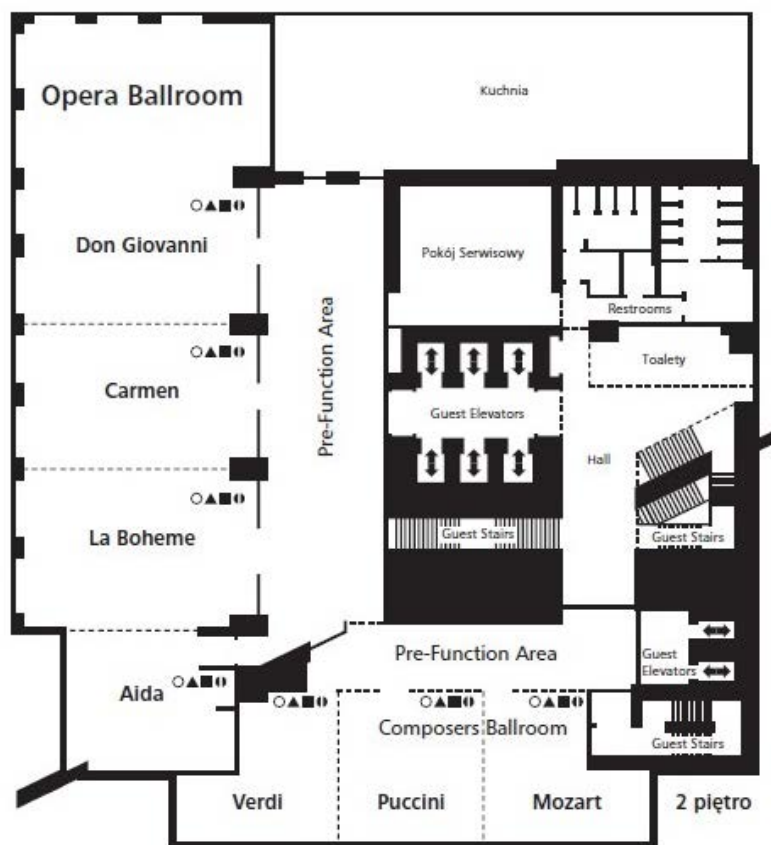 Opera Ballroom
Kuchnia
Don Giovanni
Pokój Serwisowy
Restrooms
Pre-Function Area
Toalety
Carmen
Guest Elevators
Hall
La Boheme
Guest Stairs
Guest Stairs
Pre-Function Area
Guest
Elevators
Aida
Composers Ballroom
Guest Stairs
Verdi
Puccini
Mozart
2 piętro